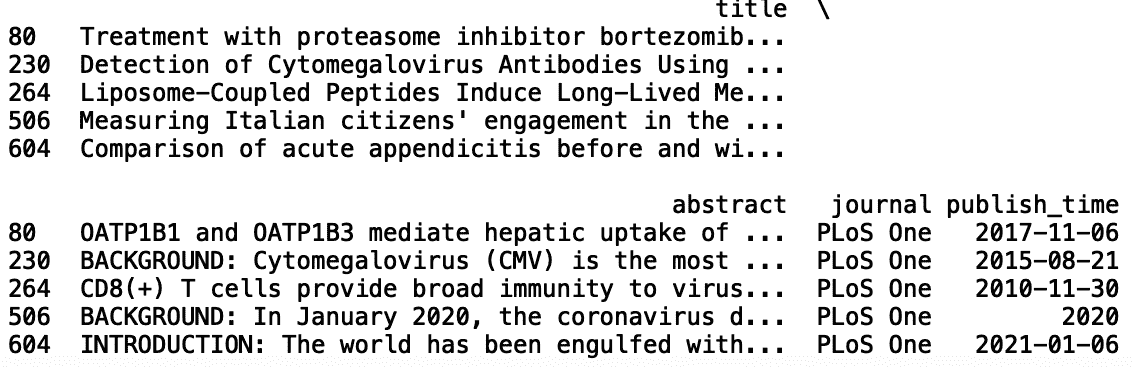 title \
80 Treatment with proteasome inhibitor bortezomib...
230 Detection of Cytomegalovirus Antibodies Using ...
264 Liposome-Coupled Peptides Induce Long-Lived Me...
506 Measuring Italian citizens' engagement in the ...
604 Comparison of acute appendicitis before and wi...
abstract journal publish_time
80 OATP1B1 and OATP1B3 mediate hepatic uptake of ... PLoS One 2017-11-06
230 BACKGROUND: Cytomegalovirus (CMV) is the most ... PLoS One 2015-08-21
264 CD8(+) T cells provide broad immunity to virus... PLoS One 2010-11-30
506 BACKGROUND: In January 2020, the coronavirus d... PLoS One 2020
604 INTRODUCTION: The world has been engulfed with... PLoS One 2021-01-06